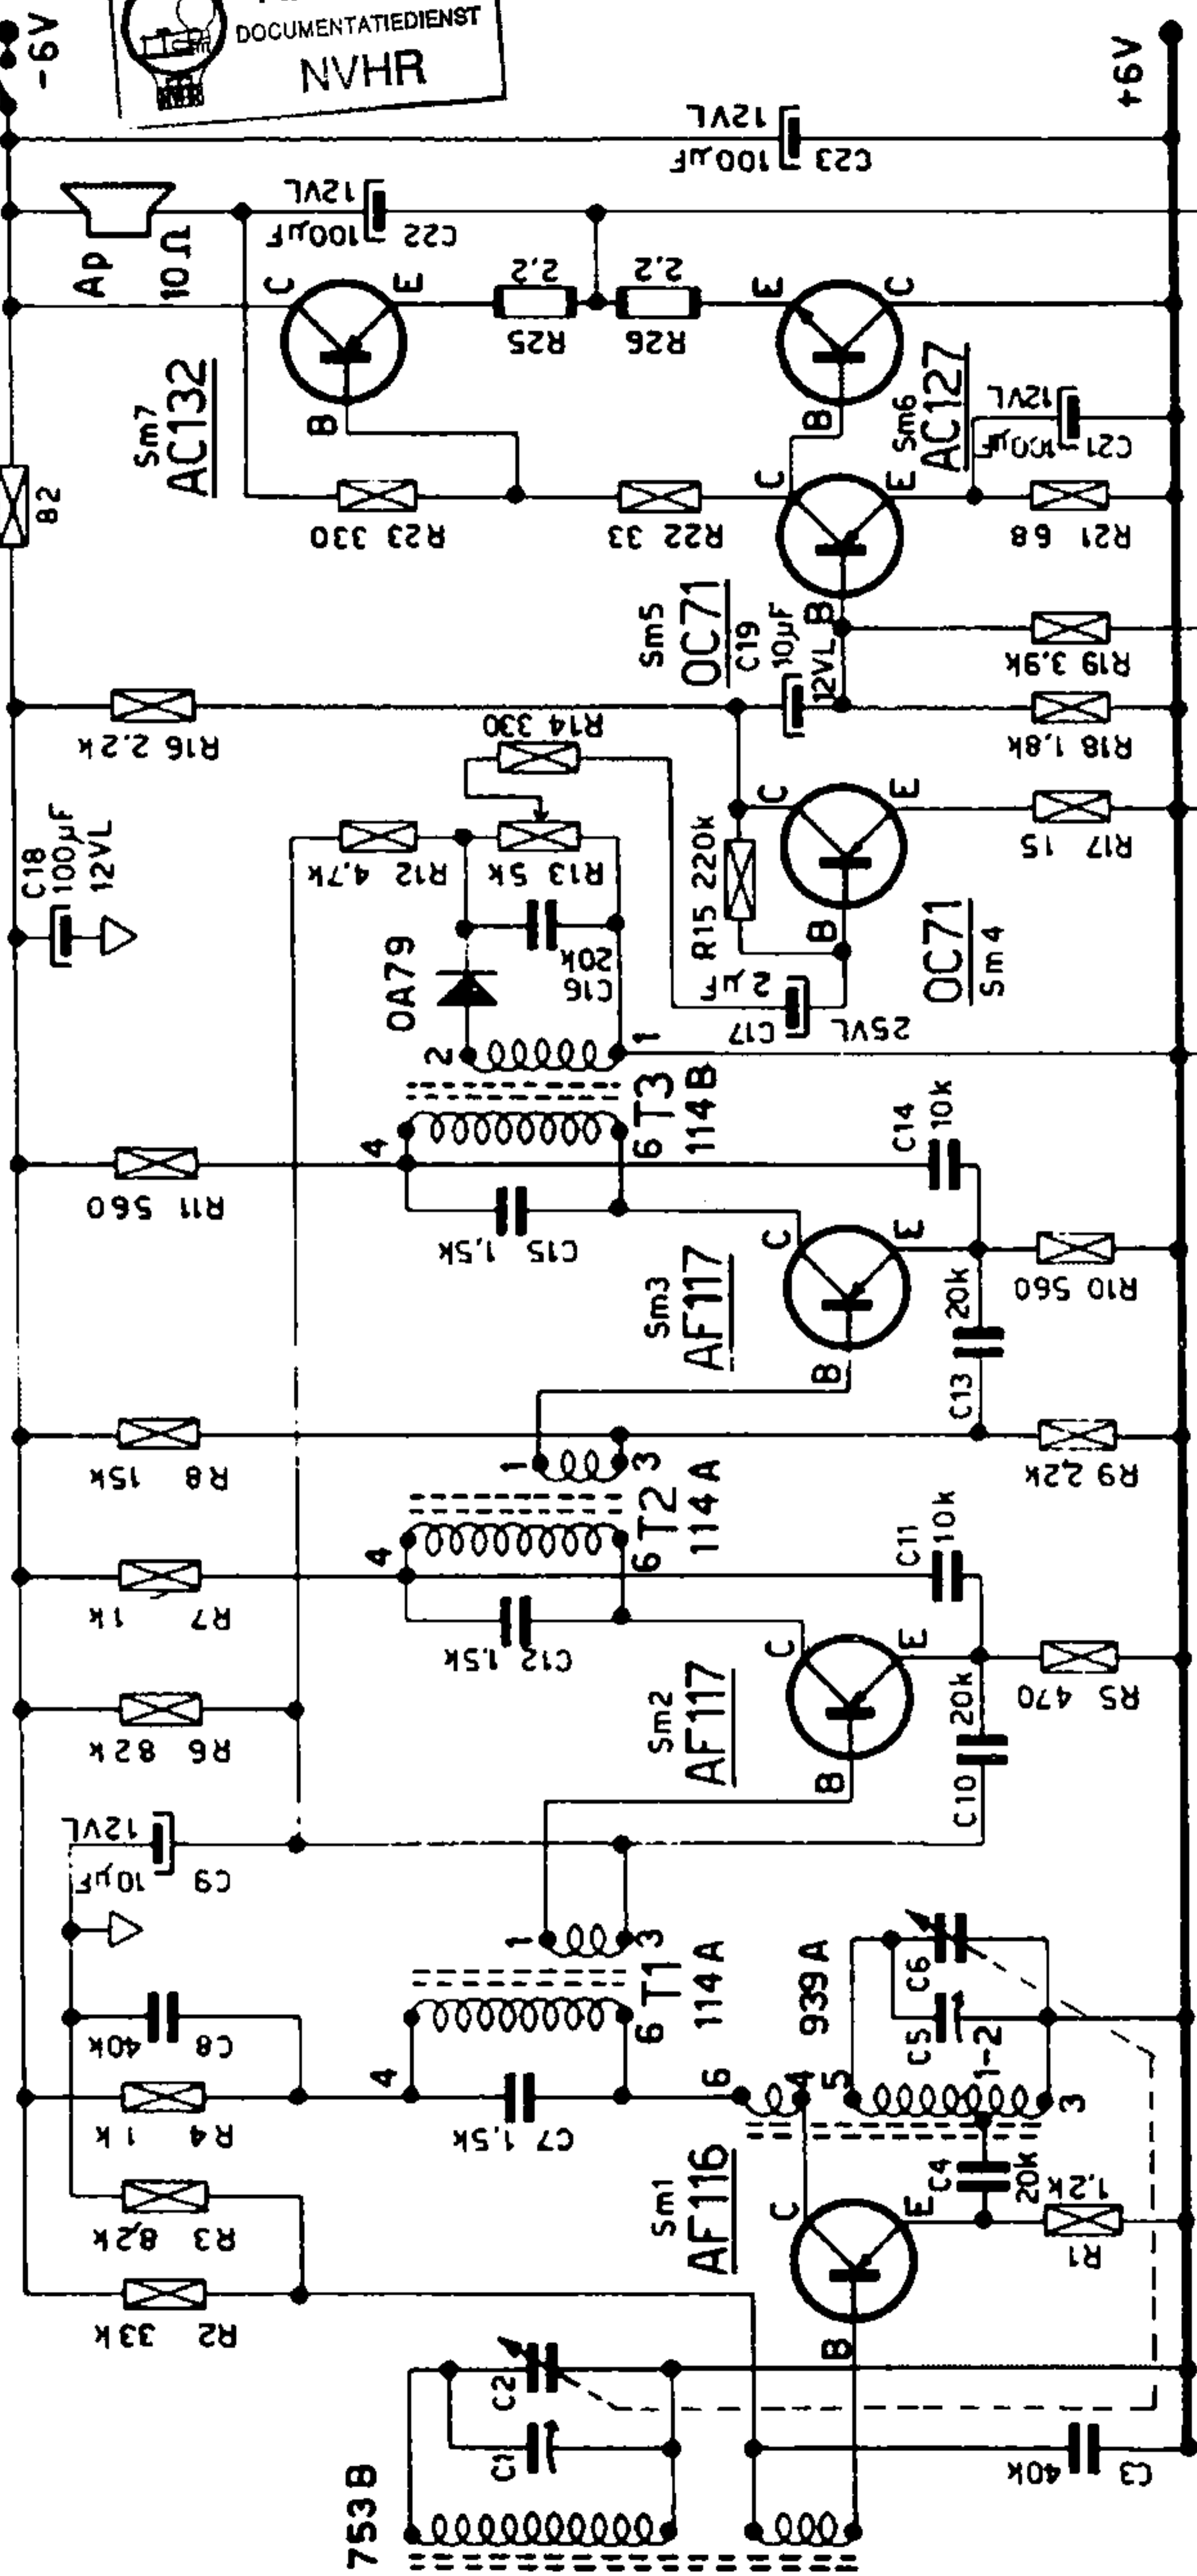 -6V
DOCUMENTATIEDIENST
NVHR
+6V
12VL
100µF
C23
Ap
10Ω
12VL
100µF
C22
C
E
B
Sm7
AC132
R25
2,2
R26
2,2
E
C
B
Sm6
AC127
12VL
100µF
C21
82
R23 330
R22 33
C
E
B
R21 68
Sm5
OC71
C19
10µF
12VL
R19 3,9k
R18 1,8k
R16 2,2k
R14 330
C18
100µF
12VL
R12 4,7k
R13 5k
OA79
C16
20k
R15 220k
C
E
B
R17 15
OC71
Sm4
C17
2µF
25VL
2
1
4
6
T3
114B
R11 560
C15 1,5k
C14
10k
Sm3
AF117
C
E
B
R10 560
20k
C13
R8 15k
R9 2,2k
1
3
4
6
T2
114A
R7 1k
C12 1,5k
C11
10k
Sm2
AF117
C
E
B
R5 470
20k
C10
R6 82k
12VL
10µF
C9
1
3
4
6
T1
114A
C8
40k
R4 1k
C7 1,5k
R3 8,2k
R2 33k
939A
C6
C5
1-2
6
4
5
3
Sm1
AF116
C
E
B
C4
20k
R1
1,2k
753B
C2
C1
C3
40k